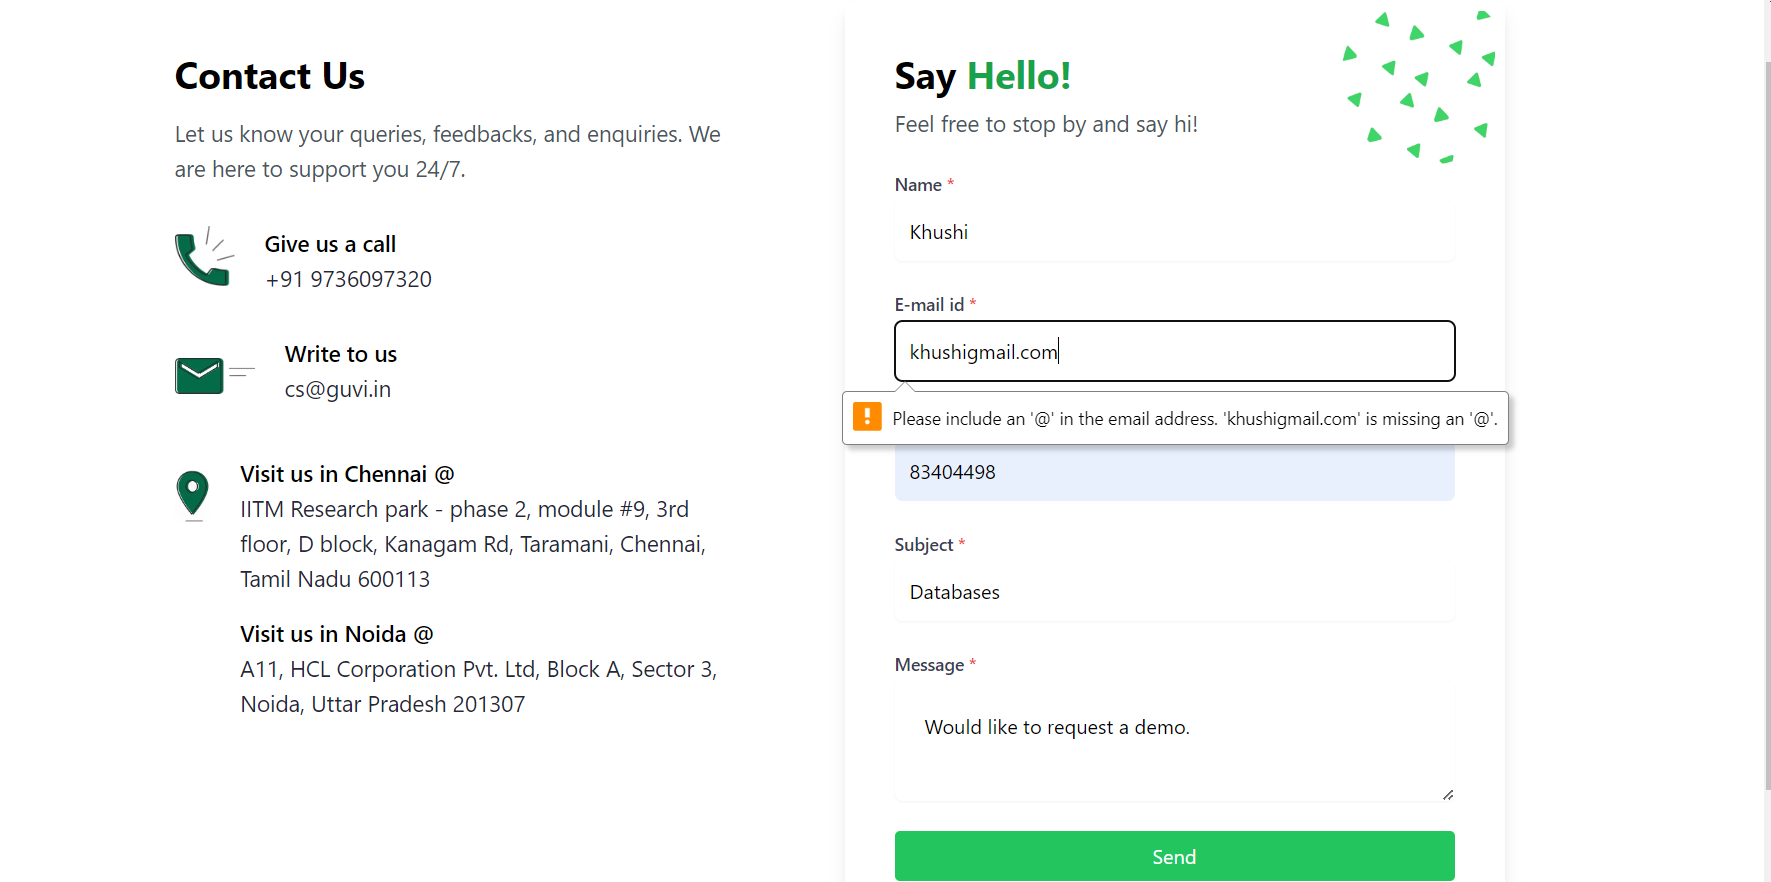 Contact Us
Let us know your queries, feedbacks, and enquiries. We
are here to support you 24/7.
Give us a call
+91 9736097320
Write to us
cs@guvi.in
Visit us in Chennai @
IITM Research park - phase 2, module #9, 3rd
floor, D block, Kanagam Rd, Taramani, Chennai,
Tamil Nadu 600113
Visit us in Noida @
A11, HCL Corporation Pvt. Ltd, Block A, Sector 3,
Noida, Uttar Pradesh 201307
Say Hello!
Feel free to stop by and say hi!
Name *
Khushi
E-mail id *
khushigmail.com
Please include an '@' in the email address. 'khushigmail.com' is missing an '@'.
83404498
Subject *
Databases
Message *
Would like to request a demo.
Send